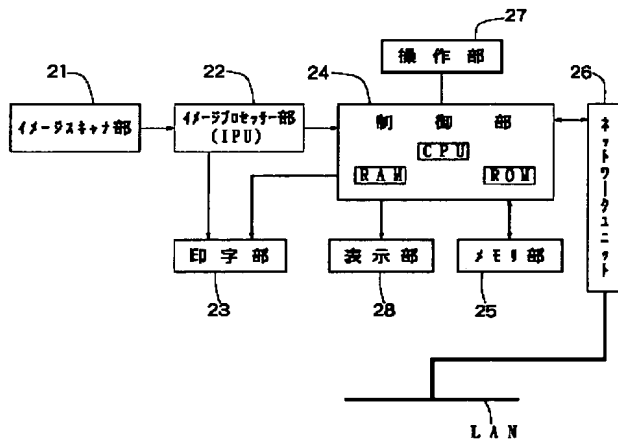 27
操作部
21
22
24
26
イメージスキャナ部
イメージプロセッサー部
(IPU)
制御部
CPU
RAM
ROM
ネットワークユニット
印字部
表示部
メモリ部
23
28
25
LAN